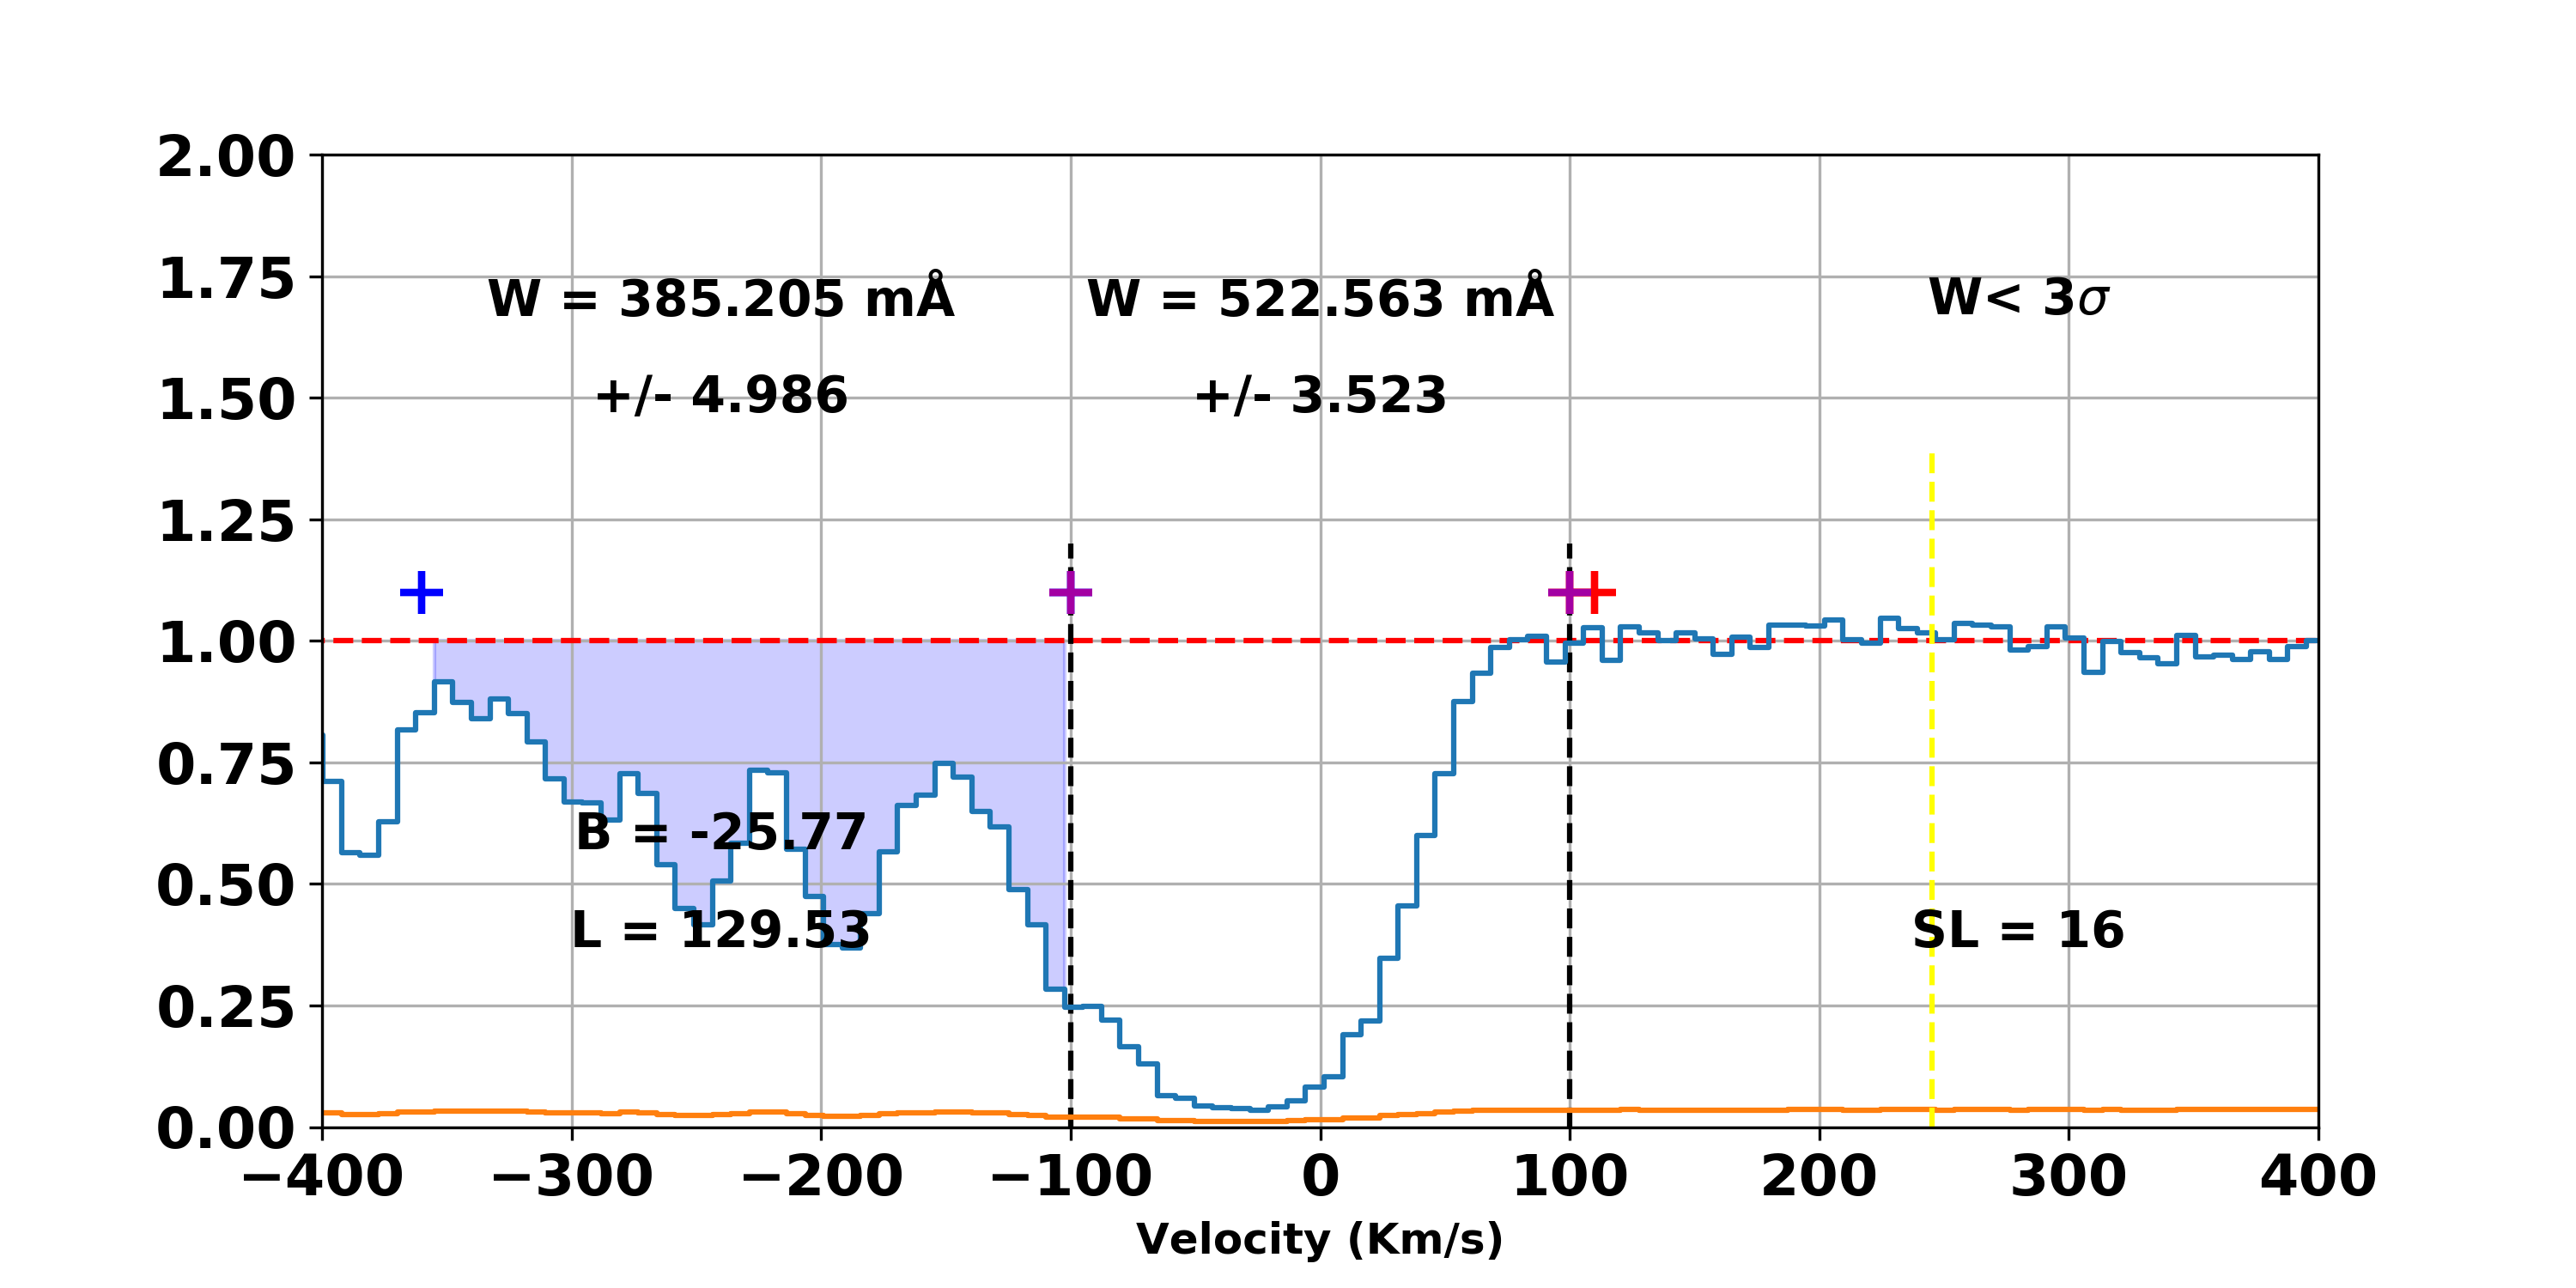 2.00
1.75
W = 385.205 mÅ W = 522.563 mÅ W< 3σ
1.50
+/- 4.986 +/- 3.523
1.25
1.00
0.75
B = -25.77
0.50
L = 129.53 SL = 16
0.25
0.00
−400 −300 −200 −100 0 100 200 300 400
Velocity (Km/s)